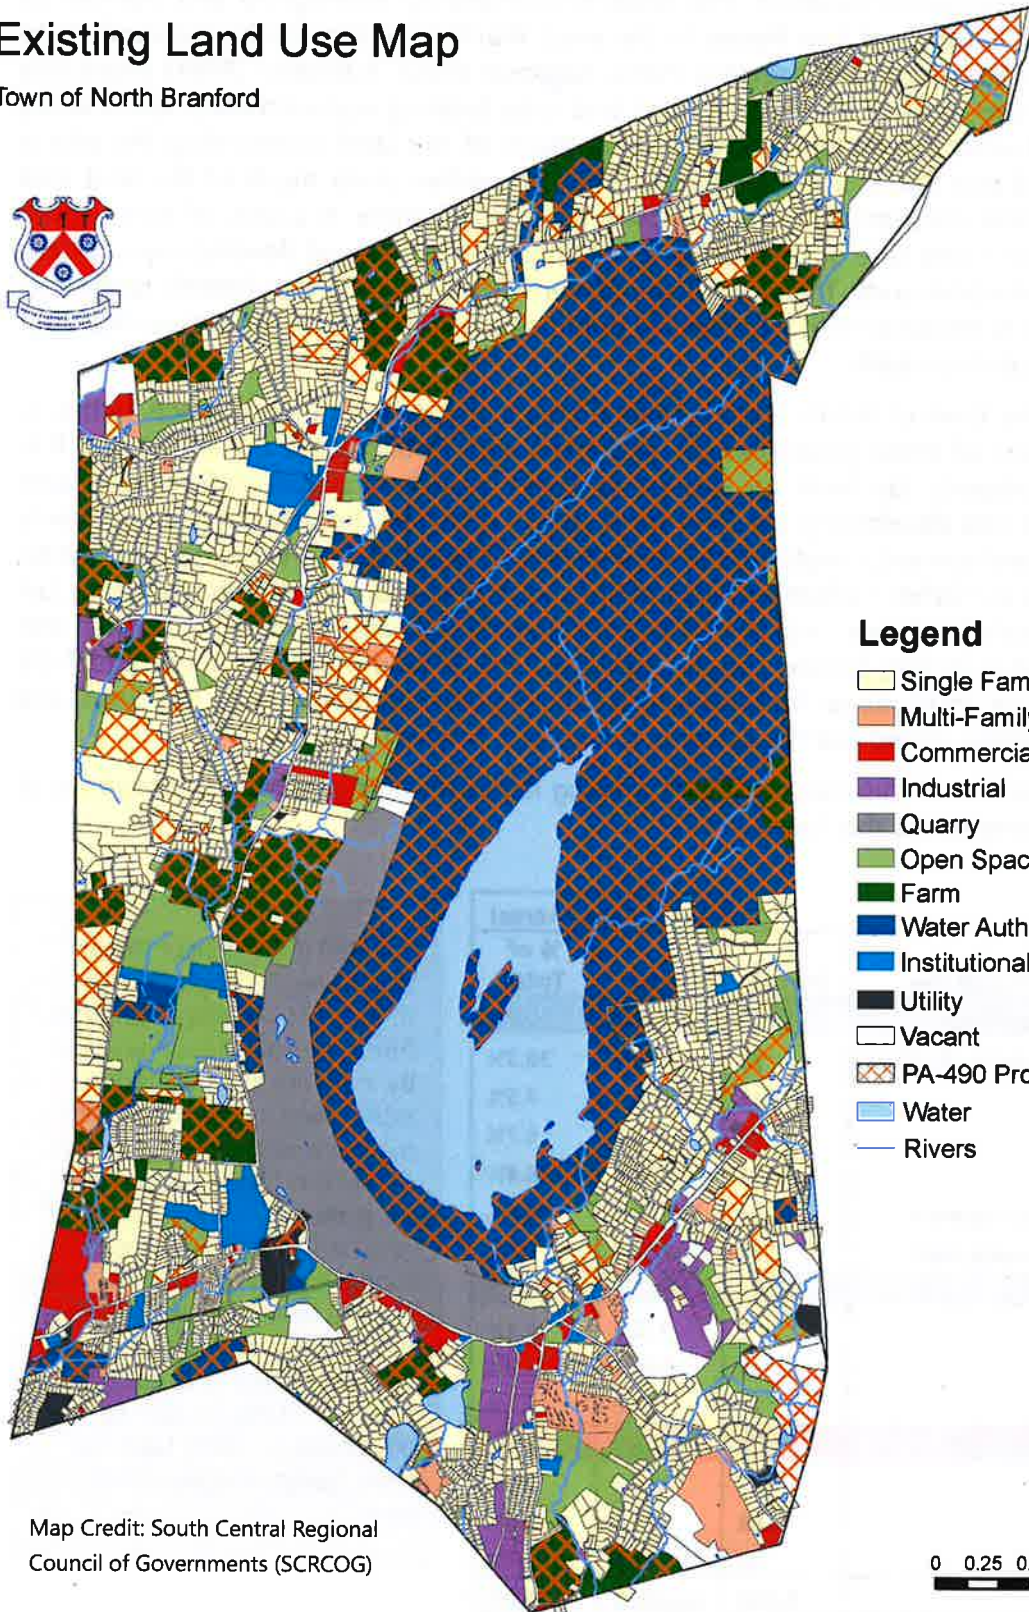 Existing Land Use Map
Town of North Branford
Legend
Single Fam
Multi-Family
Commercia
Industrial
Quarry
Open Spac
Farm
Water Auth
Institutional
Utility
Vacant
PA-490 Pro
Water
Rivers
Map Credit: South Central Regional
Council of Governments (SCRCOG)
0 0.25 0.